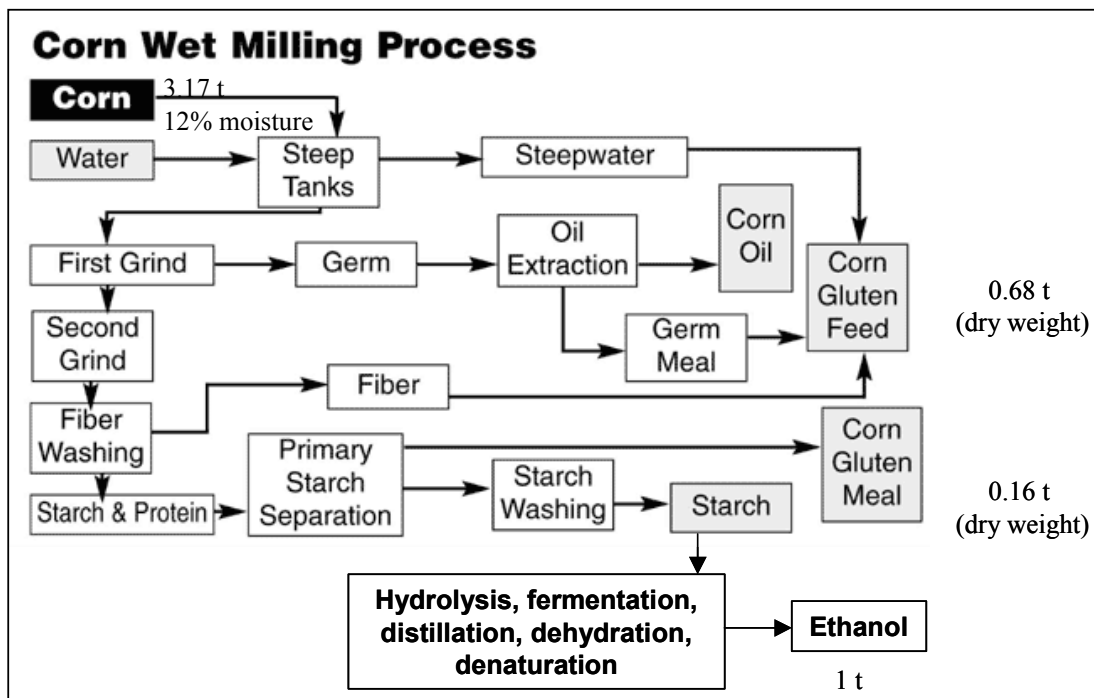 Corn Wet Milling Process
Corn
3.17 t
12% moisture
Water
Steep
Tanks
Steepwater
First Grind
Germ
Oil
Extraction
Corn
Oil
Corn
Gluten
Feed
0.68 t
(dry weight)
Second
Grind
Germ
Meal
Fiber
Fiber
Washing
Primary
Starch
Separation
Starch
Washing
Corn
Gluten
Meal
Starch & Protein
Starch
0.16 t
(dry weight)
Hydrolysis, fermentation,
distillation, dehydration,
denaturation
Ethanol
1 t